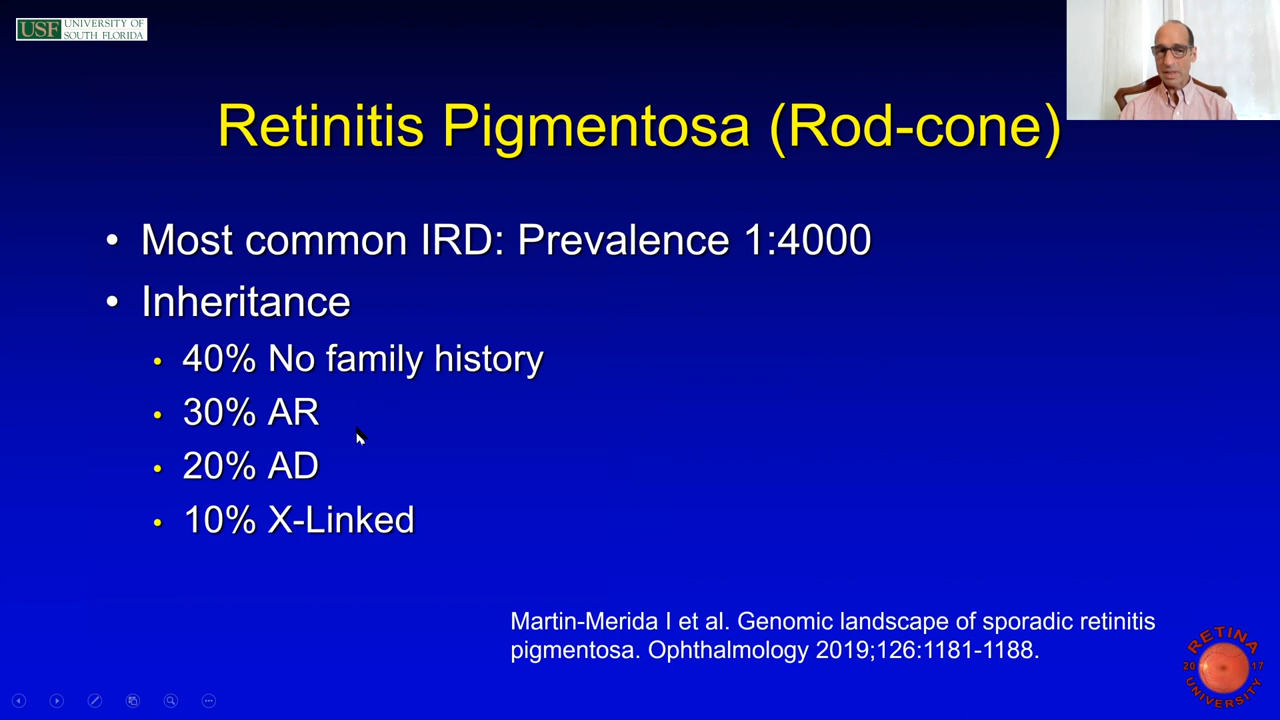 USF UNIVERSITY OF
SOUTH FLORIDA
Retinitis Pigmentosa (Rod-cone)
• Most common IRD: Prevalence 1:4000
• Inheritance
• 40% No family history
• 30% AR
• 20% AD
• 10% X-Linked
Martin-Merida I et al. Genomic landscape of sporadic retinitis
pigmentosa. Ophthalmology 2019;126:1181-1188.
RETINA
20 17
UNIVERSITY